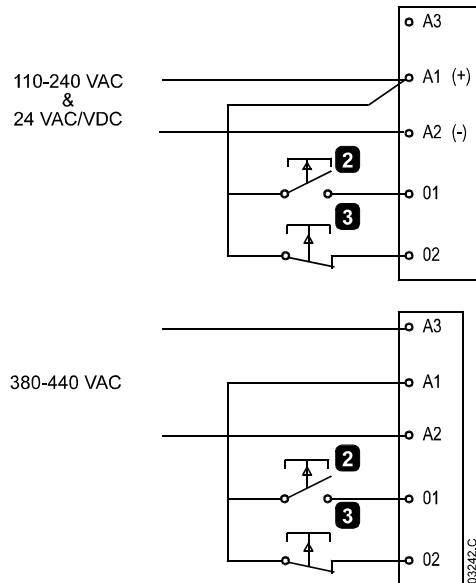 A3
110-240 VAC
&
24 VAC/VDC
A1 (+)
A2 (-)
2
01
3
02
A3
380-440 VAC
A1
A2
2
01
3
02
03242.C